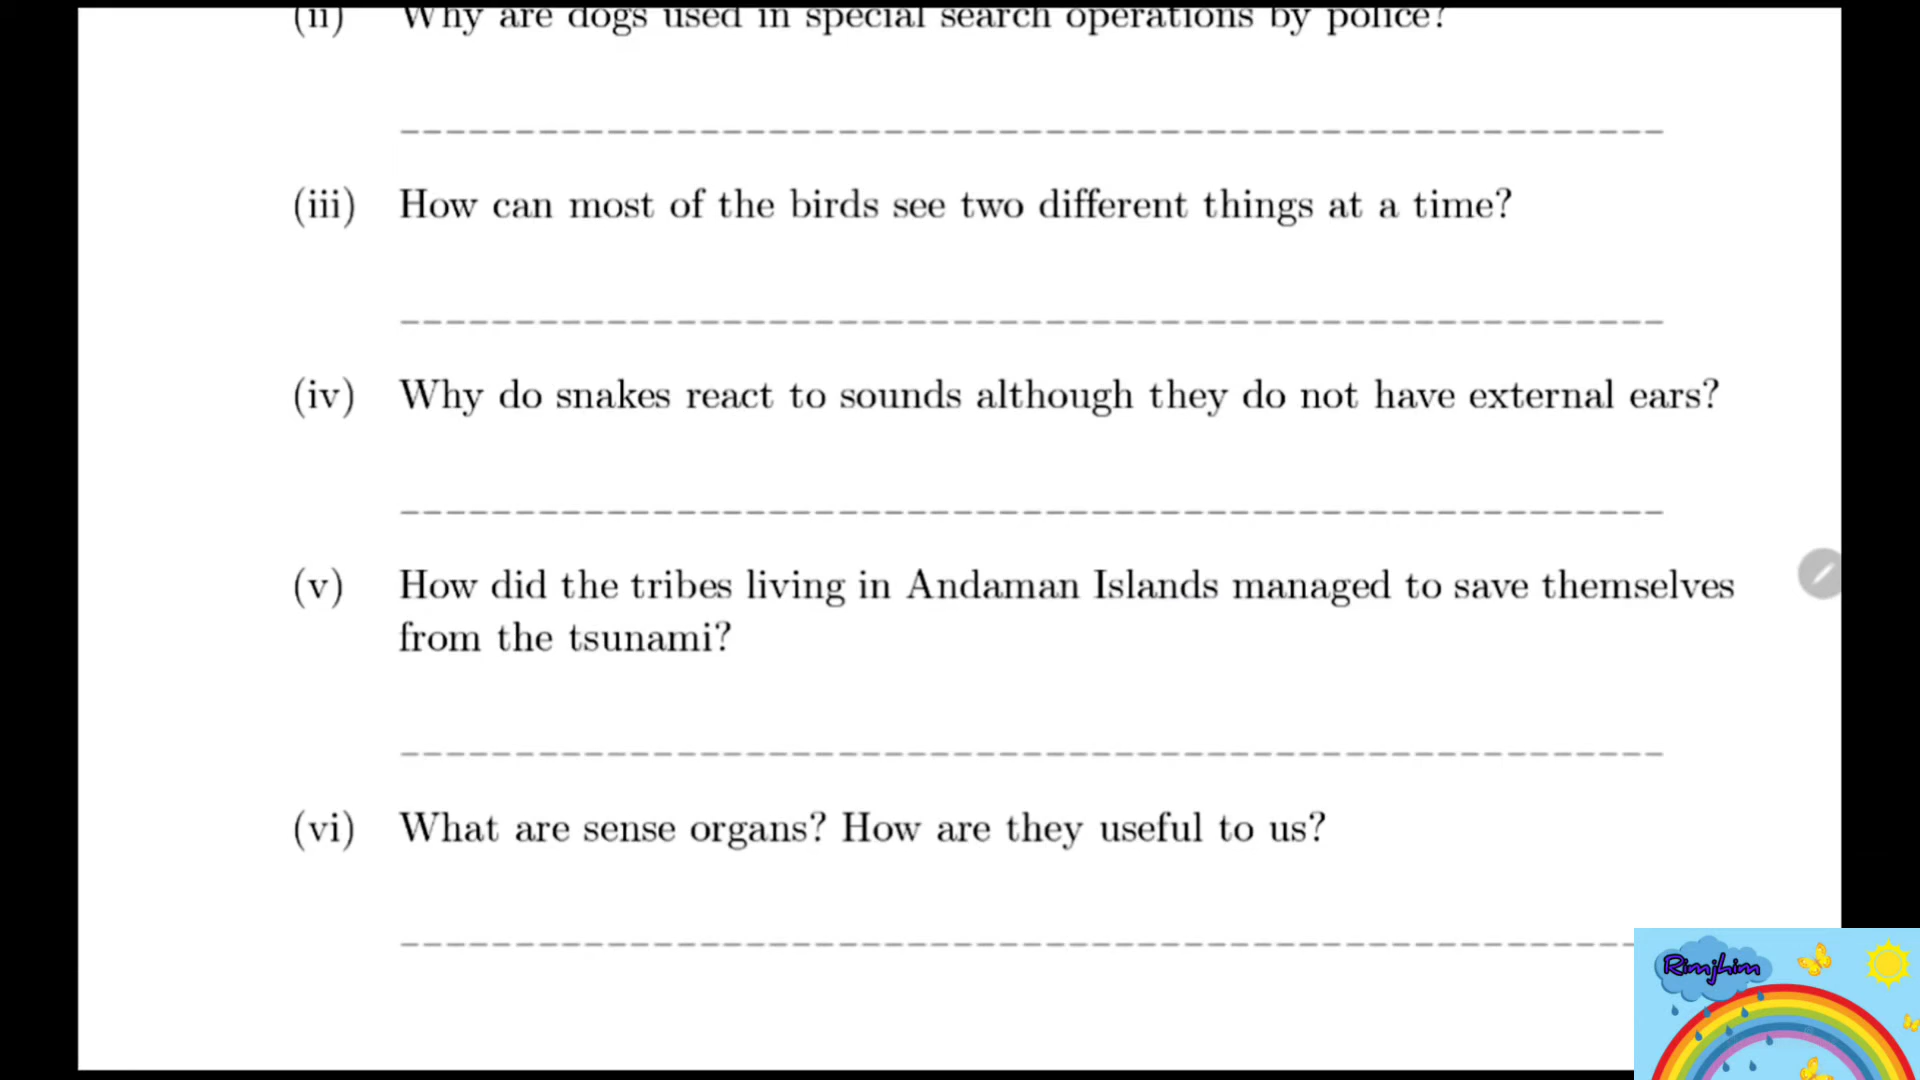 (ii) Why are dogs used in special search operations by police?
(iii) How can most of the birds see two different things at a time?
(iv) Why do snakes react to sounds although they do not have external ears?
(v) How did the tribes living in Andaman Islands managed to save themselves
from the tsunami?
(vi) What are sense organs? How are they useful to us?
Rimjhim